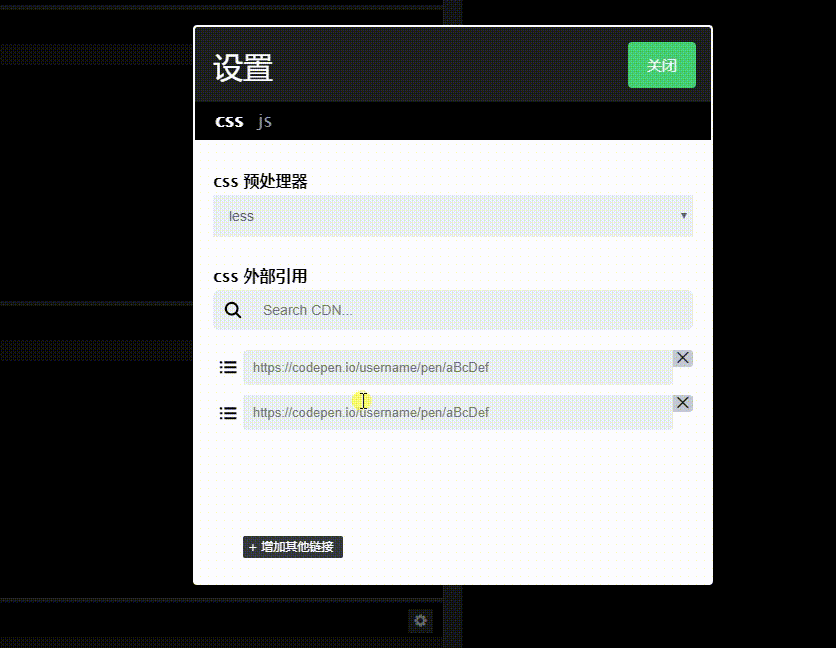 设置
关闭
css js
css 预处理器
less
css 外部引用
Search CDN...
https://codepen.io/username/pen/aBcDef
https://codepen.io/username/pen/aBcDef
+ 增加其他链接